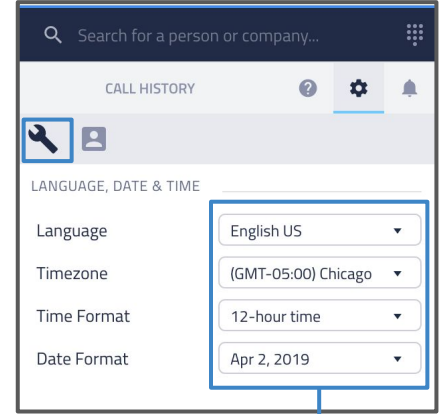 Search for a person or company...
CALL HISTORY
LANGUAGE, DATE & TIME
Language English US
Timezone (GMT-05:00) Chicago
Time Format 12-hour time
Date Format Apr 2, 2019